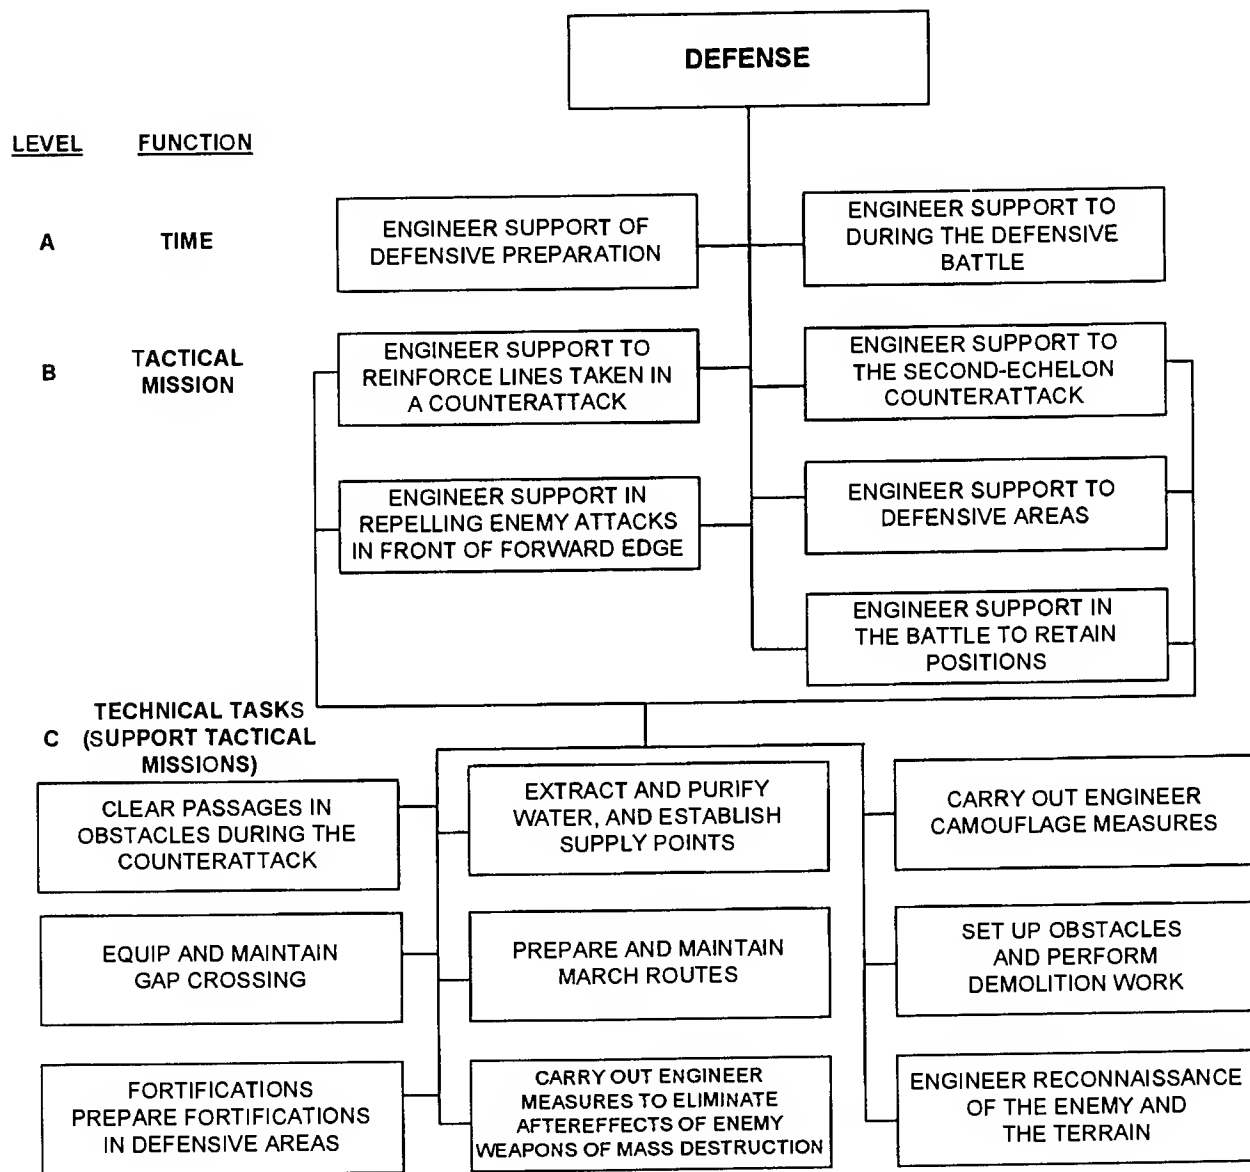 DEFENSE
LEVEL FUNCTION
A TIME
ENGINEER SUPPORT OF
DEFENSIVE PREPARATION
ENGINEER SUPPORT TO
DURING THE DEFENSIVE
BATTLE
B TACTICAL
MISSION
ENGINEER SUPPORT TO
REINFORCE LINES TAKEN IN
A COUNTERATTACK
ENGINEER SUPPORT TO
THE SECOND-ECHELON
COUNTERATTACK
ENGINEER SUPPORT IN
REPELLING ENEMY ATTACKS
IN FRONT OF FORWARD EDGE
ENGINEER SUPPORT TO
DEFENSIVE AREAS
ENGINEER SUPPORT IN
THE BATTLE TO RETAIN
POSITIONS
TECHNICAL TASKS
C (SUPPORT TACTICAL
MISSIONS)
CLEAR PASSAGES IN
OBSTACLES DURING THE
COUNTERATTACK
EXTRACT AND PURIFY
WATER, AND ESTABLISH
SUPPLY POINTS
CARRY OUT ENGINEER
CAMOUFLAGE MEASURES
EQUIP AND MAINTAIN
GAP CROSSING
PREPARE AND MAINTAIN
MARCH ROUTES
SET UP OBSTACLES
AND PERFORM
DEMOLITION WORK
FORTIFICATIONS
PREPARE FORTIFICATIONS
IN DEFENSIVE AREAS
CARRY OUT ENGINEER
MEASURES TO ELIMINATE
AFTEREFFECTS OF ENEMY
WEAPONS OF MASS DESTRUCTION
ENGINEER RECONNAISSANCE
OF THE ENEMY AND
THE TERRAIN